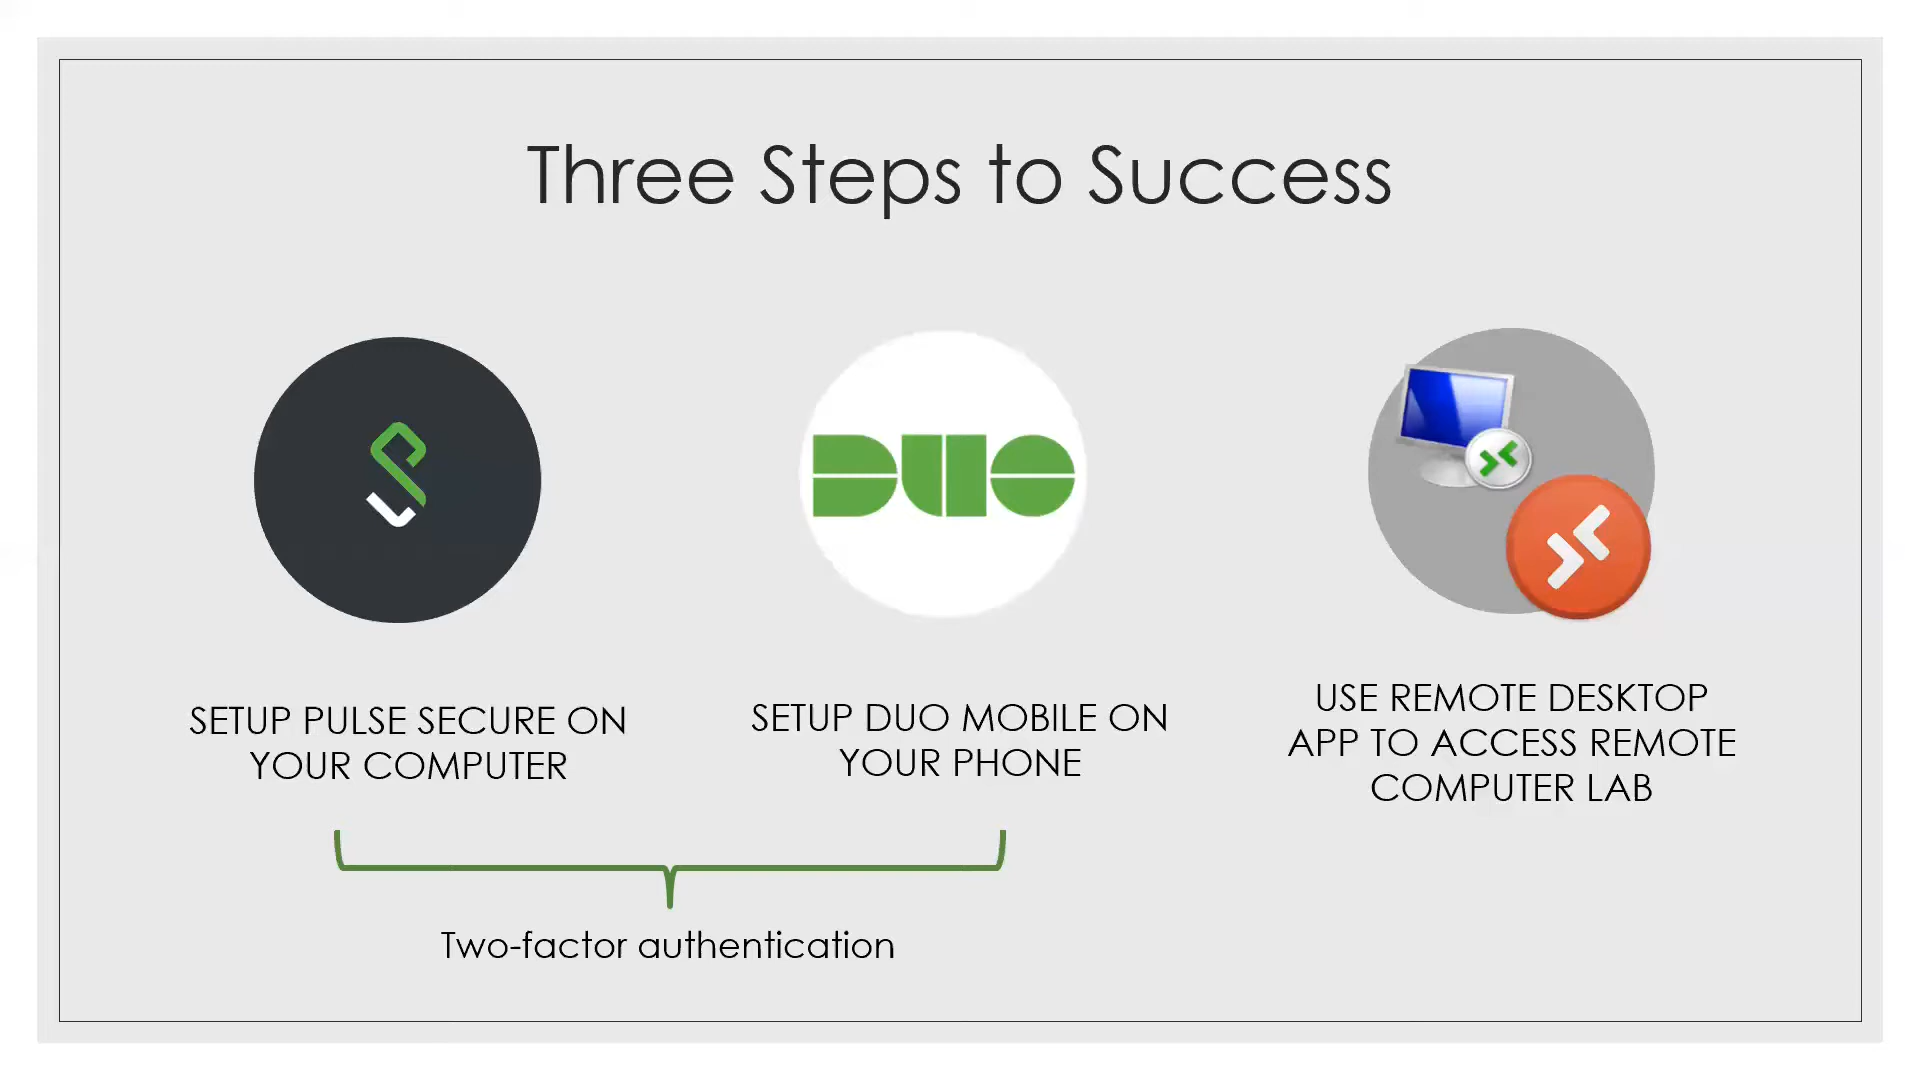 Three Steps to Success
DUO
SETUP PULSE SECURE ON
YOUR COMPUTER
SETUP DUO MOBILE ON
YOUR PHONE
USE REMOTE DESKTOP
APP TO ACCESS REMOTE
COMPUTER LAB
Two-factor authentication